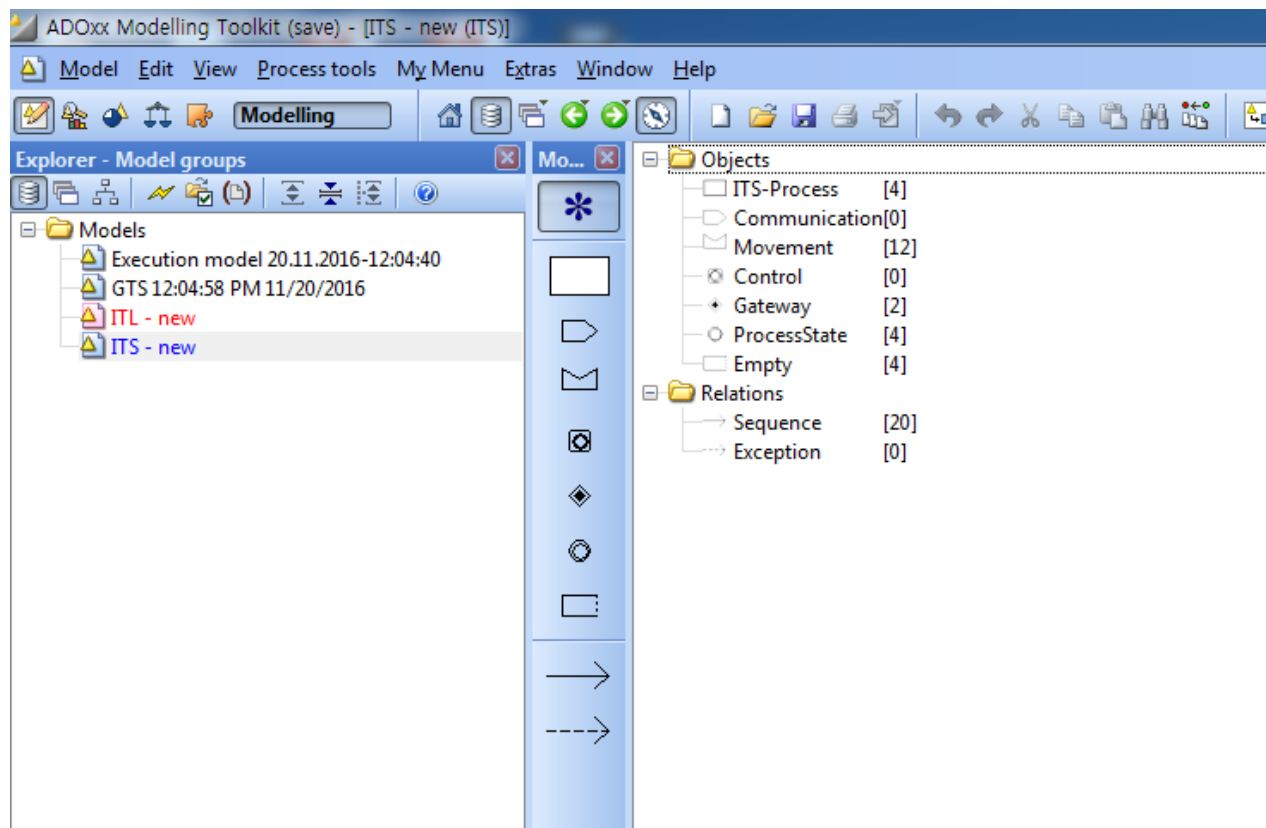 ADOxx Modelling Toolkit (save) - [ITS - new (ITS)]
Model Edit View Process tools My Menu Extras Window Help
Modelling
Explorer - Model groups
Mo...
Models
Execution model 20.11.2016-12:04:40
GTS 12:04:58 PM 11/20/2016
ITL - new
ITS - new
Objects
ITS-Process [4]
Communication[0]
Movement [12]
Control [0]
Gateway [2]
ProcessState [4]
Empty [4]
Relations
Sequence [20]
Exception [0]